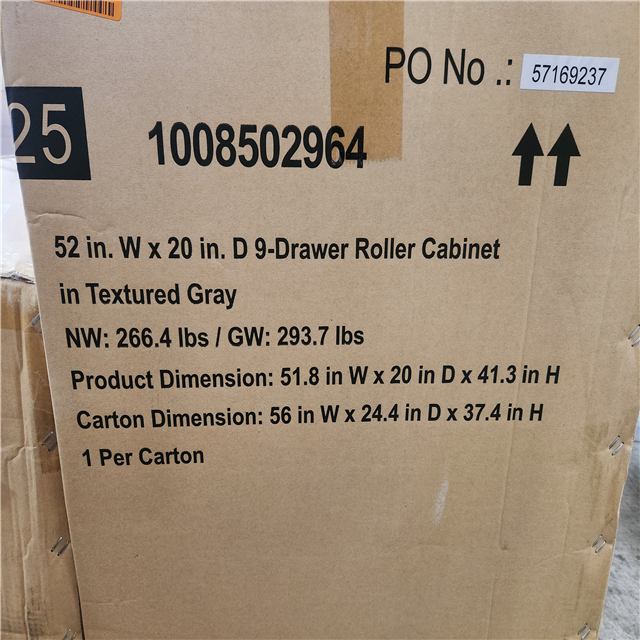 PO No .: 57169237
25
1008502964
52 in. W x 20 in. D 9-Drawer Roller Cabinet
in Textured Gray
NW: 266.4 lbs / GW: 293.7 lbs
Product Dimension: 51.8 in W x 20 in D x 41.3 in H
Carton Dimension: 56 in W x 24.4 in D x 37.4 in H
1 Per Carton